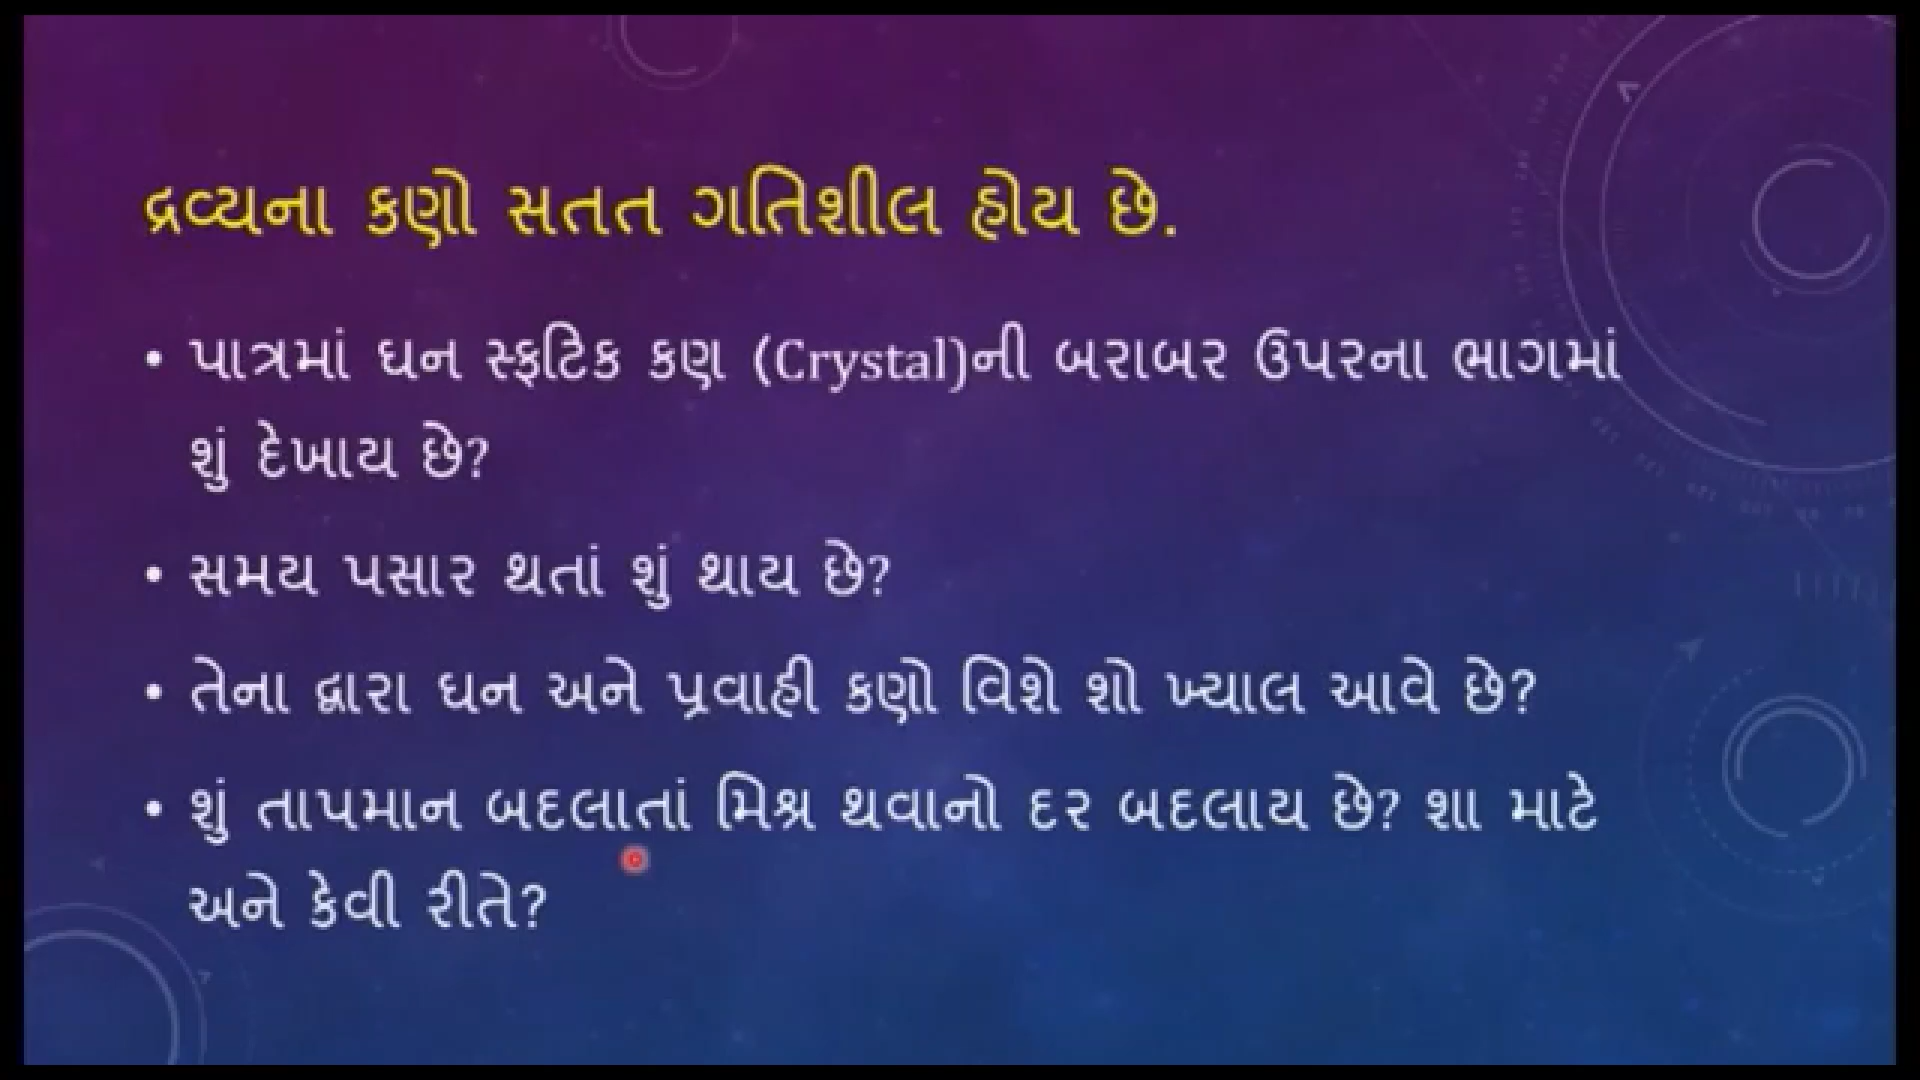 દ્રવ્યના કણો સતત ગતિશીલ હોય છે.
• પાત્રમાં ઘન સ્ફટિક કણ (Crystal)ની બરાબર ઉપરના ભાગમાં
શું દેખાય છે?
• સમય પસાર થતાં શું થાય છે?
• તેના દ્વારા ઘન અને પ્રવાહી કણો વિશે શો ખ્યાલ આવે છે?
• શું તાપમાન બદલાતાં મિશ્ર થવાનો દર બદલાય છે? શા માટે
અને કેવી રીતે?